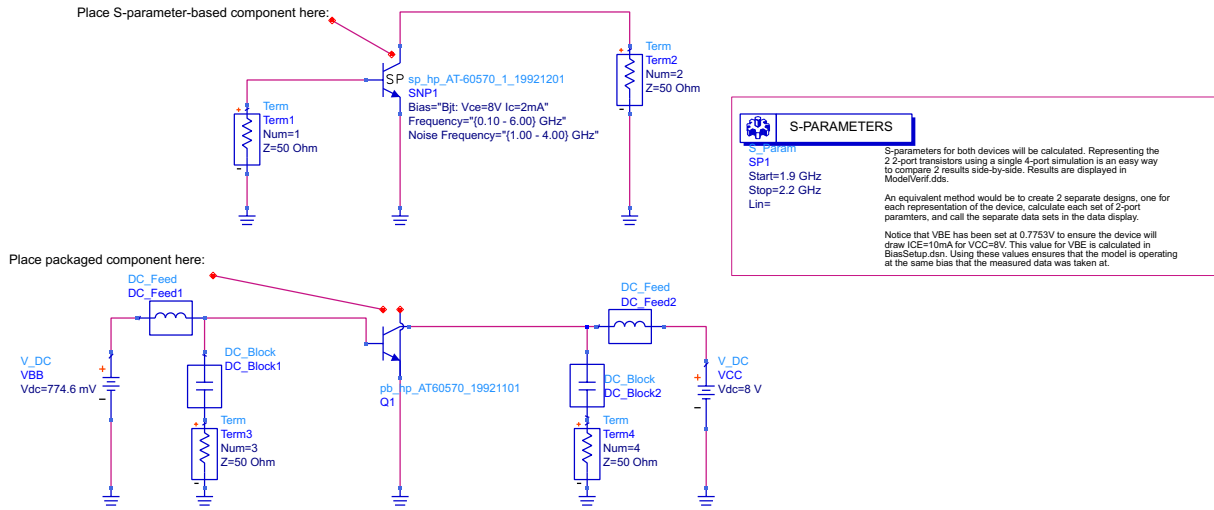 Place S-parameter-based component here:
SP
sp_hp_AT-60570_1_19921201
SNP1
Bias="Bjt: Vce=8V Ic=2mA"
Frequency="{0.10 - 6.00} GHz"
Noise Frequency="{1.00 - 4.00} GHz"
Term
Term1
Num=1
Z=50 Ohm
Term
Term2
Num=2
Z=50 Ohm
S-PARAMETERS
S_Param
SP1
Start=1.9 GHz
Stop=2.2 GHz
Lin=
S-parameters for both devices will be calculated. Representing the
2 2-port transistors using a single 4-port simulation is an easy way
to compare 2 results side-by-side. Results are displayed in
ModelVerif.dds.
An equivalent method would be to create 2 separate designs, one for
each representation of the device, calculate each set of 2-port
paramters, and call the separate data sets in the data display.
Notice that VBE has been set at 0.7753V to ensure the device will
draw ICE=10mA for VCC=8V. This value for VBE is calculated in
BiasSetup.dsn. Using these values ensures that the model is operating
at the same bias that the measured data was taken at.
Place packaged component here:
DC_Feed
DC_Feed1
V_DC
VBB
Vdc=774.6 mV
DC_Block
DC_Block1
Term
Term3
Num=3
Z=50 Ohm
pb_hp_AT60570_19921101
Q1
DC_Feed
DC_Feed2
DC_Block
DC_Block2
Term
Term4
Num=4
Z=50 Ohm
V_DC
VCC
Vdc=8 V